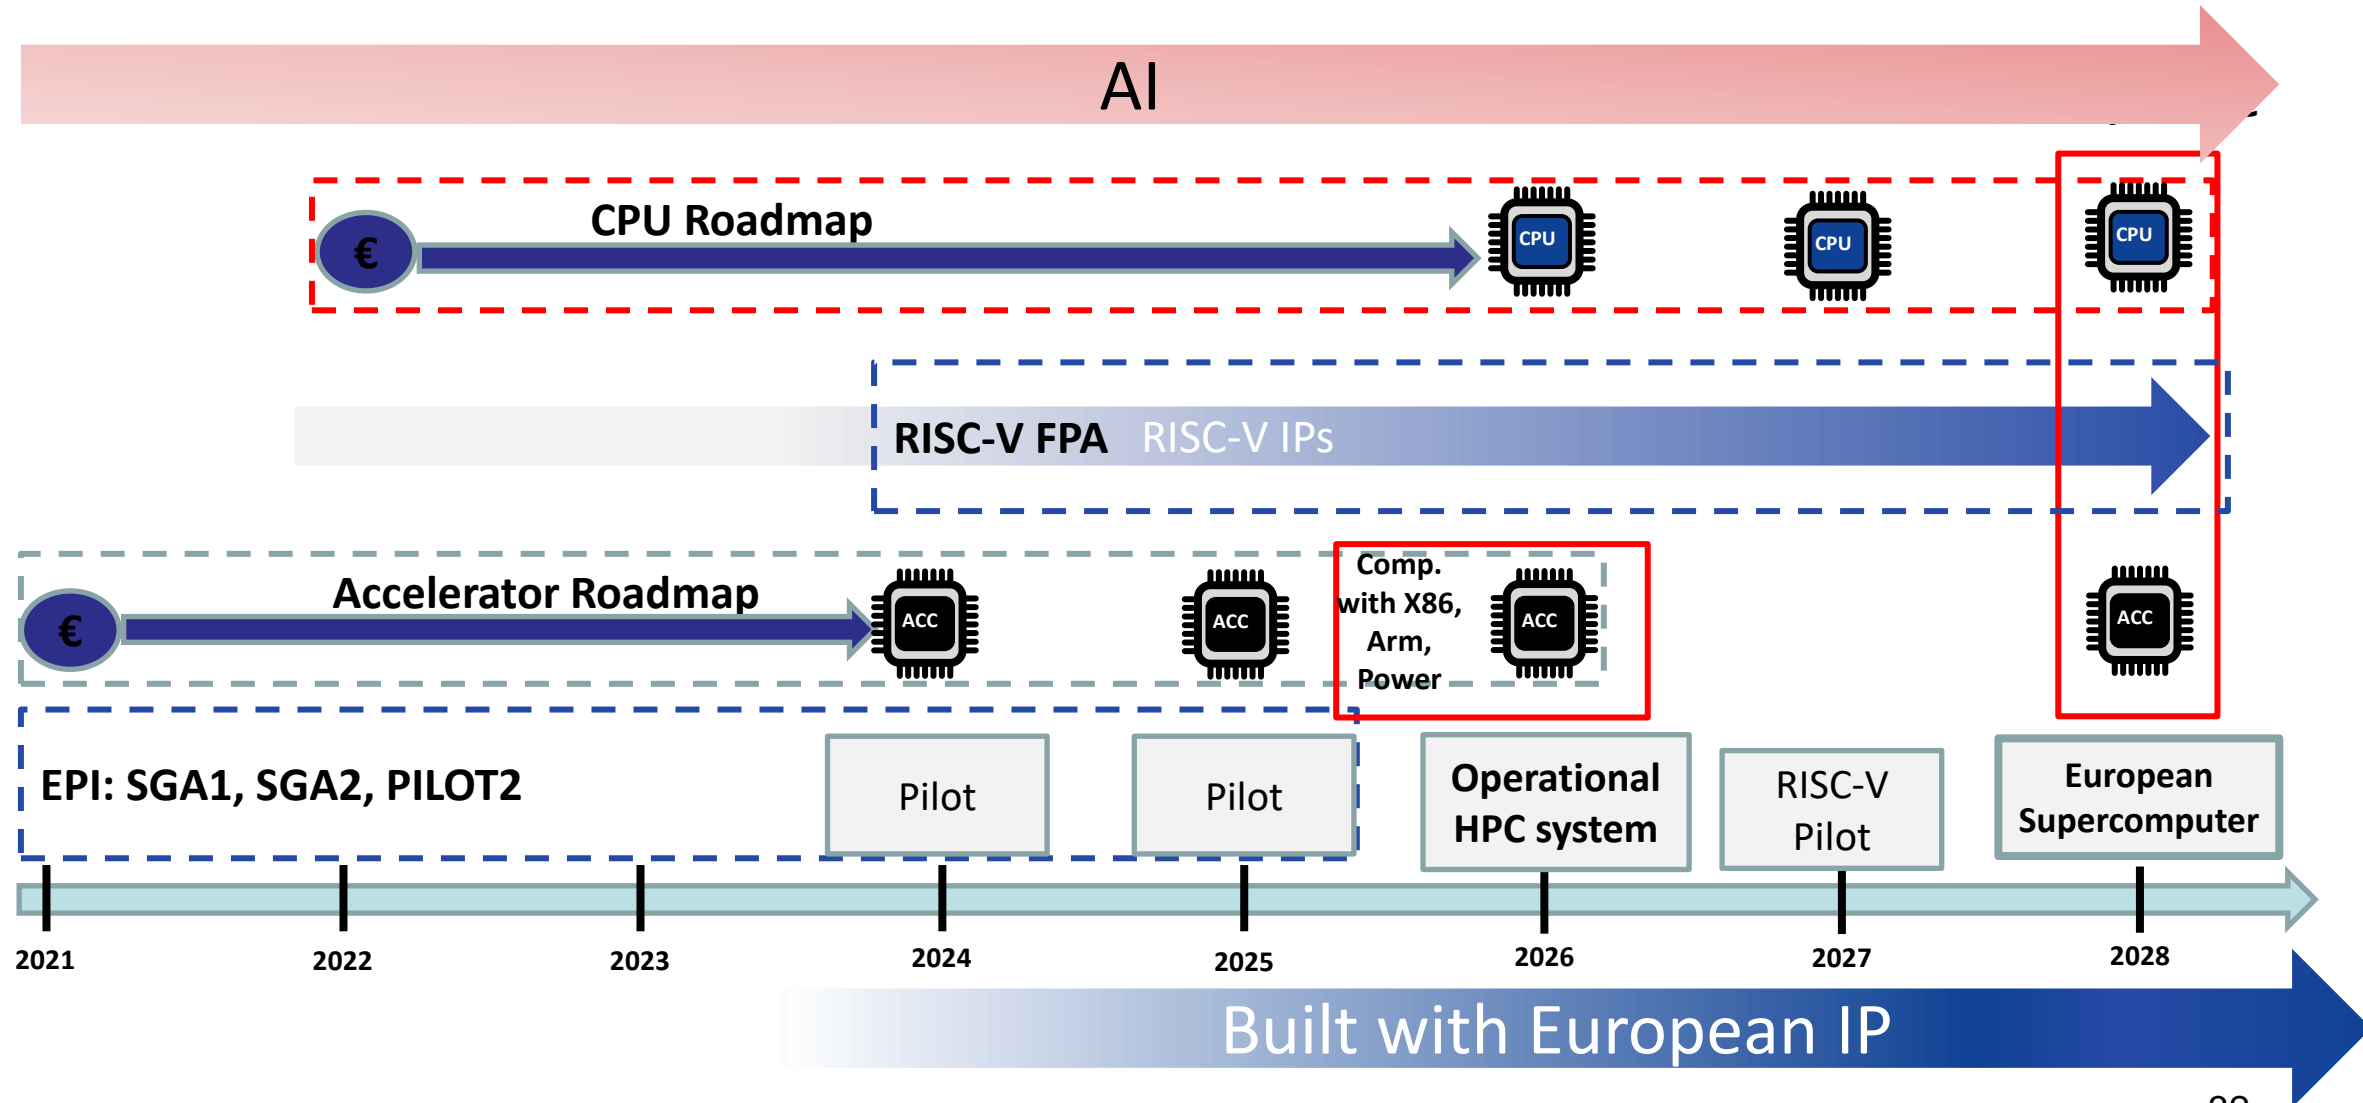 AI
CPU Roadmap
€
CPU
CPU
CPU
RISC-V FPA RISC-V IPs
Accelerator Roadmap
€
ACC
ACC
Comp.
with X86,
Arm,
Power
ACC
ACC
EPI: SGA1, SGA2, PILOT2
Pilot
Pilot
Operational
HPC system
RISC-V
Pilot
European
Supercomputer
2021
2022
2023
2024
2025
2026
2027
2028
Built with European IP